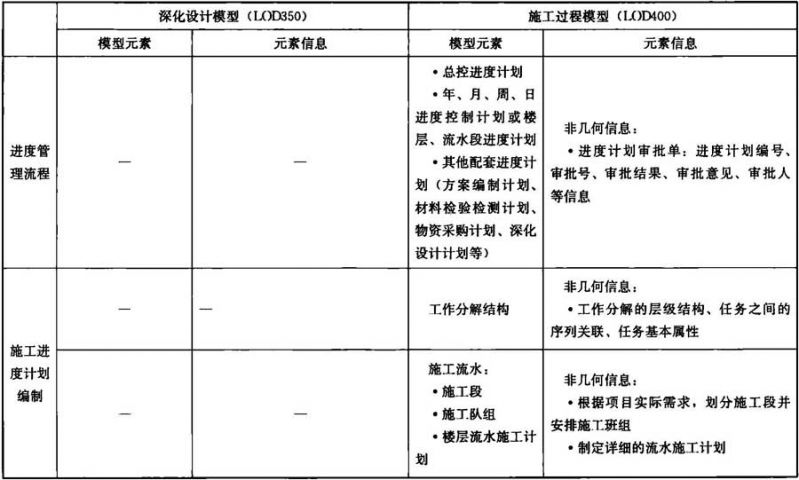 深化设计模型（LOD350）
施工过程模型（LOD400）
模型元素
元素信息
模型元素
元素信息
进度管
理流程
—
—
•总控进度计划
•年、月、周、日
进度控制计划或楼
层、流水段进度计划
•其他配套进度计
划（方案编制计划、
材料检验检测计划、
物资采购计划、深化
设计计划等）
非几何信息：
•进度计划审批单：进度计划编号、
审批号、审批结果、审批意见、审批人
等信息
施工进
度计划
编制
—
—
工作分解结构
非几何信息：
•工作分解的层级结构、任务之间的
序列关联、任务基本属性
—
—
施工流水：
•施工段
•施工队组
•楼层流水施工计
划
非几何信息：
•根据项目实际需求，划分施工段并
安排施工班组
•制定详细的流水施工计划